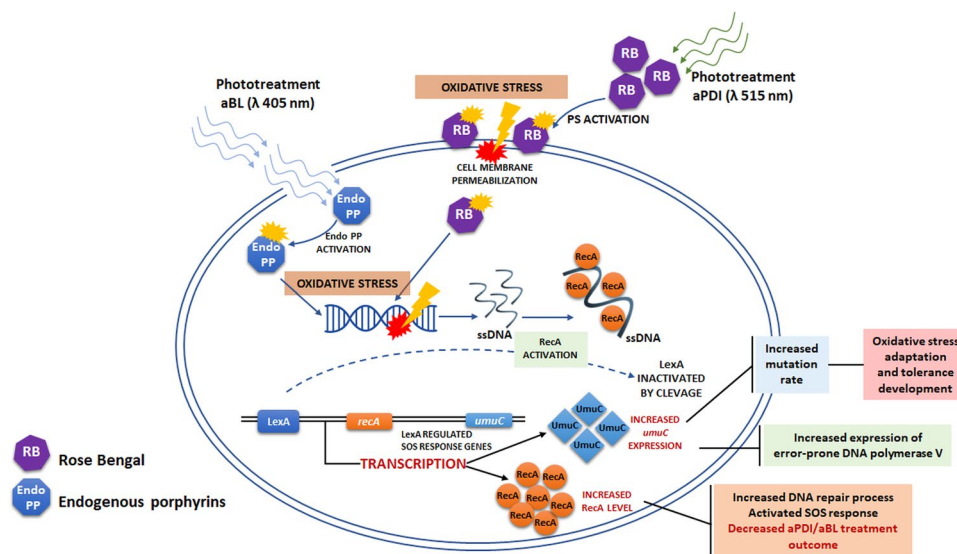 Phototreatment
aBL (λ 405 nm)
OXIDATIVE STRESS
RB
RB
RB
Phototreatment
aPDI (λ 515 nm)
PS ACTIVATION
RB
RB
CELL MEMBRANE
PERMEABILIZATION
RB
Endo
PP
Endo PP
ACTIVATION
Endo
PP
OXIDATIVE STRESS
ssDNA
RecA
ACTIVATION
RecA
RecA
RecA
RecA
RecA
ssDNA
LexA
INACTIVATED
BY CLEVAGE
LexA
recA
umuC
LexA REGULATED
SOS RESPONSE GENES
TRANSCRIPTION
UmuC
UmuC
UmuC
UmuC
INCREASED
umuC
EXPRESSION
RecA
RecA
RecA
RecA
RecA
RecA
RecA
RecA
INCREASED
RecA LEVEL
Increased
mutation
rate
Oxidative stress
adaptation
and tolerance
development
Increased expression of
error-prone DNA polymerase V
Increased DNA repair process
Activated SOS response
Decreased aPDI/aBL treatment
outcome
RB
Rose Bengal
Endo
PP
Endogenous porphyrins